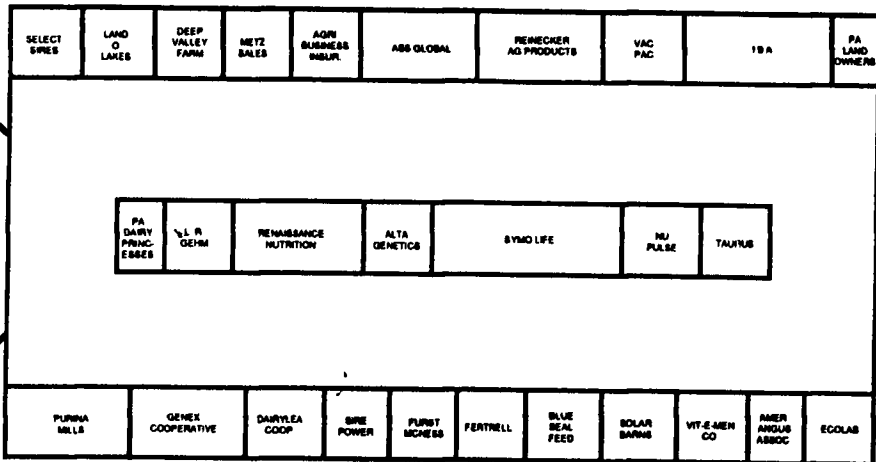 SELECT
SIRES
LAND
O
LAKES
DEEP
VALLEY
FARM
METZ
SALES
AGRI
BUSINESS
INSUR.
ABS GLOBAL
REINECKER
AG PRODUCTS
VAC
PAC
IBA
PA
LAND
OWNERS
PA
DAIRY
PRINC-
ESSES
L R
GEHM
RENAISSANCE
NUTRITION
ALTA
GENETICS
SYMO LIFE
NU
PULSE
TAURUS
PURINA
MILLS
GENEX
COOPERATIVE
DAIRYLEA
COOP
SIRE
POWER
FURST
MCNESS
FERTRELL
BLUE
SEAL
FEED
SOLAR
BARNS
VIT-E-MEN
CO
AMER
ANGUS
ASSOC
ECOLAB